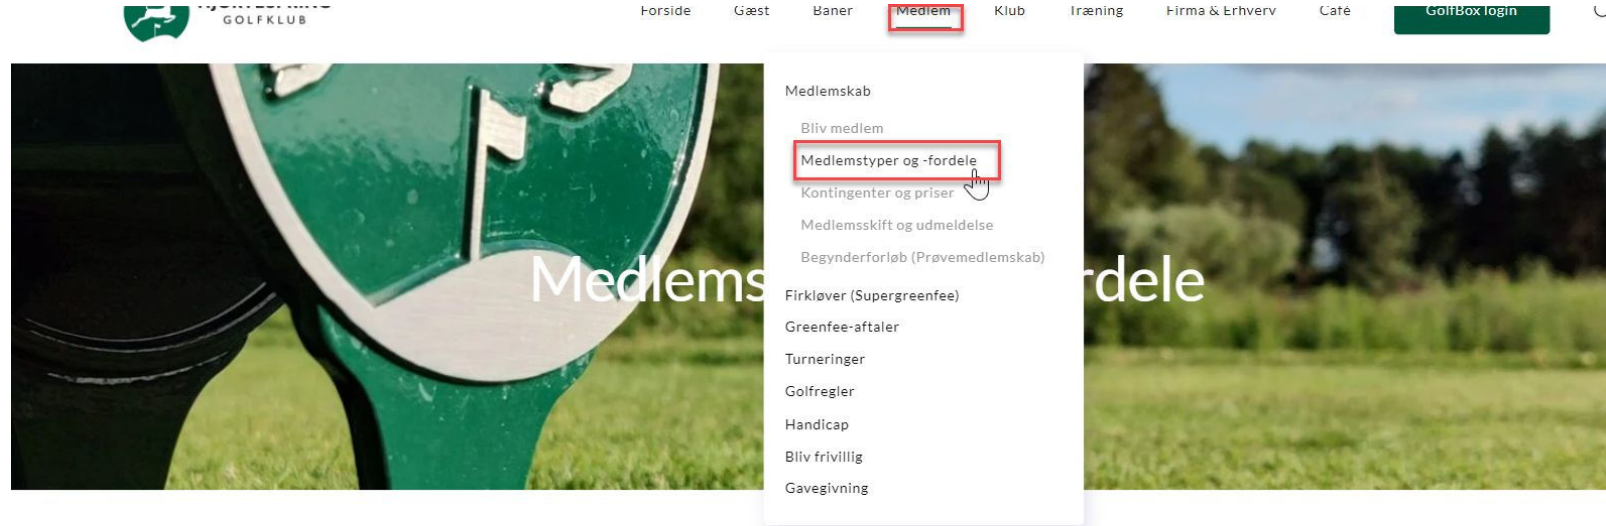 GOLFKLUB
Forside Gæst Baner Medlem Klub Træning Firma & Erhverv Café GolfBox login
Medlemskab
Bliv medlem
Medlemstyper og -fordele
Kontingenter og priser
Medlemsskift og udmeldelse
Begynderforløb (Prøvemedlemskab)
Medlems rdele
Firkløver (Supergreenfee)
Greenfee-aftaler
Turneringer
Golfregler
Handicap
Bliv frivillig
Gavegivning